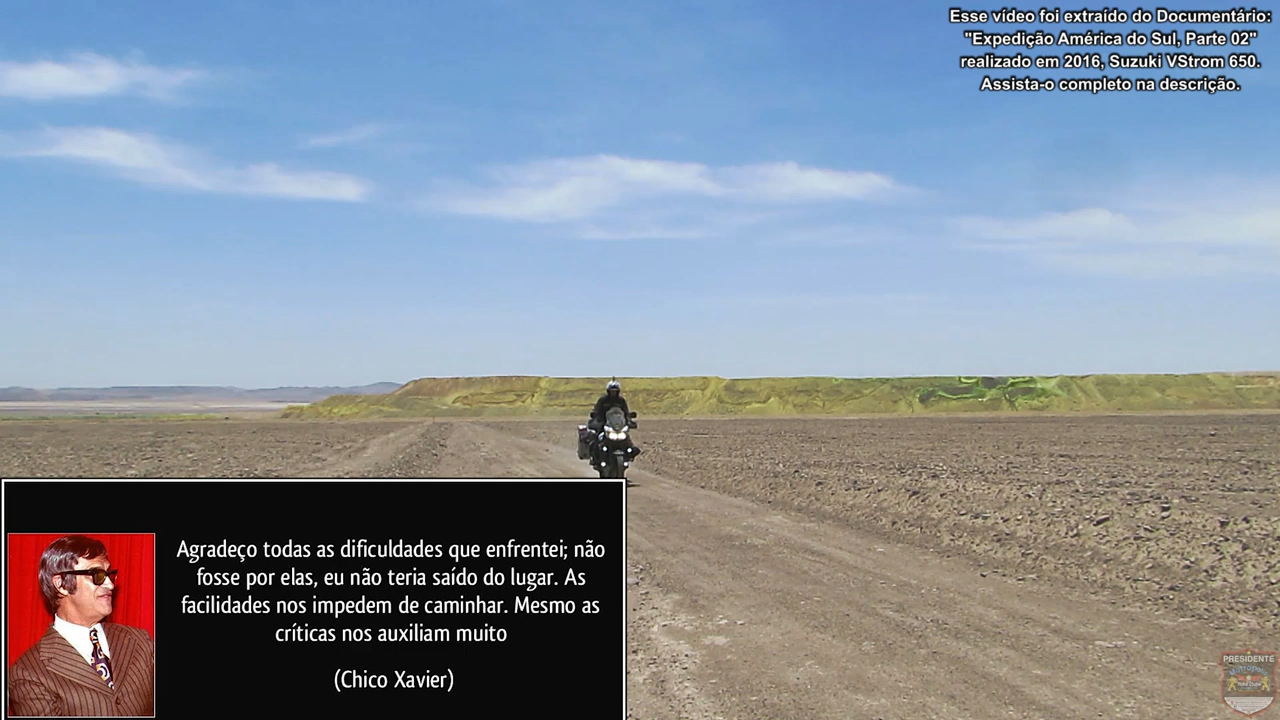 Esse vídeo foi extraído do Documentário:
"Expedição América do Sul, Parte 02"
realizado em 2016, Suzuki VStrom 650.
Assista-o completo na descrição.
Agradeço todas as dificuldades que enfrentei; não
fosse por elas, eu não teria saído do lugar. As
facilidades nos impedem de caminhar. Mesmo as
críticas nos auxiliam muito
(Chico Xavier)
PRESIDENTE